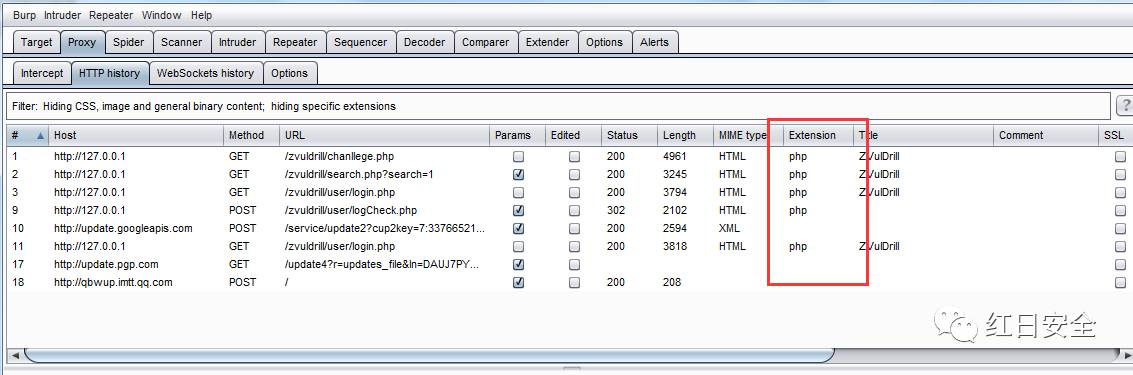 Burp Intruder Repeater Window Help
Target Proxy Spider Scanner Intruder Repeater Sequencer Decoder Comparer Extender Options Alerts
Intercept HTTP history WebSockets history Options
Filter: Hiding CSS, image and general binary content; hiding specific extensions ?
# Host Method URL Params Edited Status Length MIME type Extension Title Comment SSL
1 http://127.0.0.1 GET /zvuldrill/chanllege.php 200 4961 HTML php ZVulDrill
2 http://127.0.0.1 GET /zvuldrill/search.php?search=1 200 3245 HTML php ZVulDrill
3 http://127.0.0.1 GET /zvuldrill/user/login.php 200 3794 HTML php ZVulDrill
9 http://127.0.0.1 POST /zvuldrill/user/logCheck.php 302 2102 HTML php
10 http://update.googleapis.com POST /service/update2?cup2key=7:33766521... 200 2594 XML
11 http://127.0.0.1 GET /zvuldrill/user/login.php 200 3818 HTML php ZVulDrill
17 http://update.pgp.com GET /update4?r=updates_file&ln=DAUJ7PY...
18 http://qbwup.imtt.qq.com POST / 200 208
红日安全